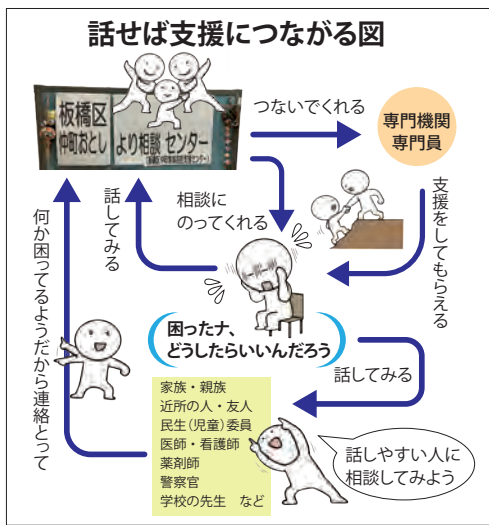 話せば支援につながる図
板橋区
仲町おとし
より相談 センター
つないでくれる
専門機関
専門員
相談に
のってくれる
話してみる
何か困ってるようだから連絡とって
支援をしてもらえる
困ったナ、
どうしたらいいんだろう
話してみる
家族・親族
近所の人・友人
民生(児童)委員
医師・看護師
薬剤師
警察官
学校の先生 など
話しやすい人に
相談してみよう